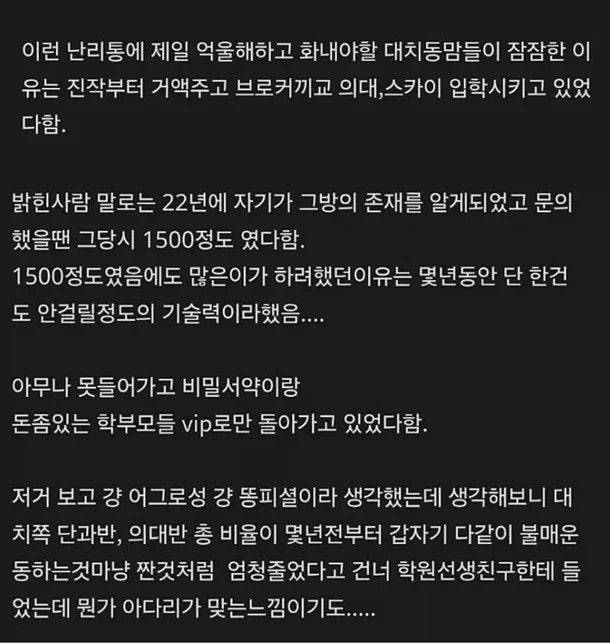 이런 난리통에 제일 억울해하고 화내야할 대치동맘들이 잠잠한 이
유는 진작부터 거액주고 브로커끼교 의대,스카이 입학시키고 있었
다함.
밝힌사람 말로는 22년에 자기가 그방의 존재를 알게되었고 문의
했을땐 그당시 1500정도 였다함.
1500정도였음에도 많은이가 하려했던이유는 몇년동안 단 한건
도 안걸릴정도의 기술력이라했음....
아무나 못들어가고 비밀서약이랑
돈좀있는 학부모들 vip로만 돌아가고 있었다함.
저거 보고 걍 어그로성 걍 똥피셜이라 생각했는데 생각해보니 대
치쪽 단과반, 의대반 총 비율이 몇년전부터 갑자기 다같이 불매운
동하는것마냥 짠것처럼 엄청줄었다고 건너 학원선생친구한테 들
었는데 뭔가 아다리가 맞는느낌이기도.....